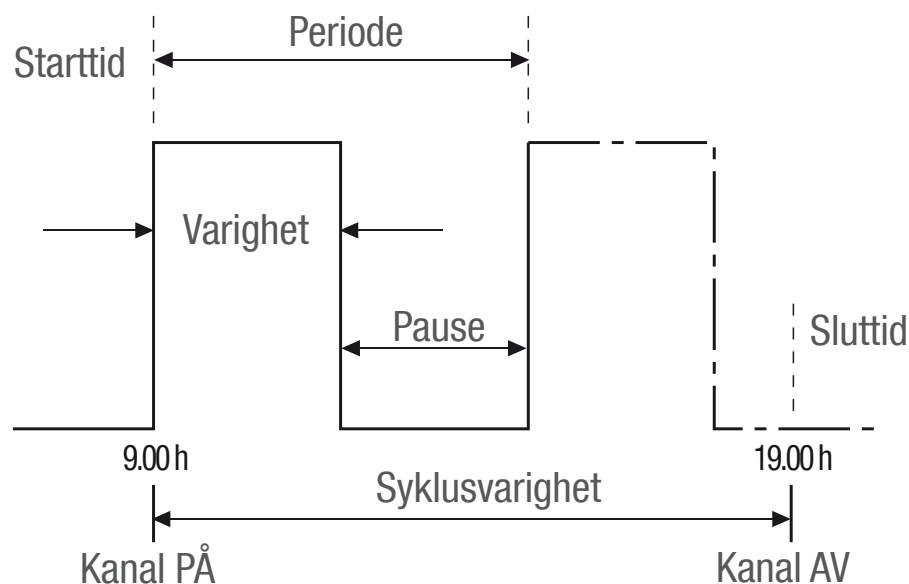 Periode
Starttid
Varighet
Pause
Sluttid
9.00 h
19.00 h
Syklusvarighet
Kanal PÅ
Kanal AV